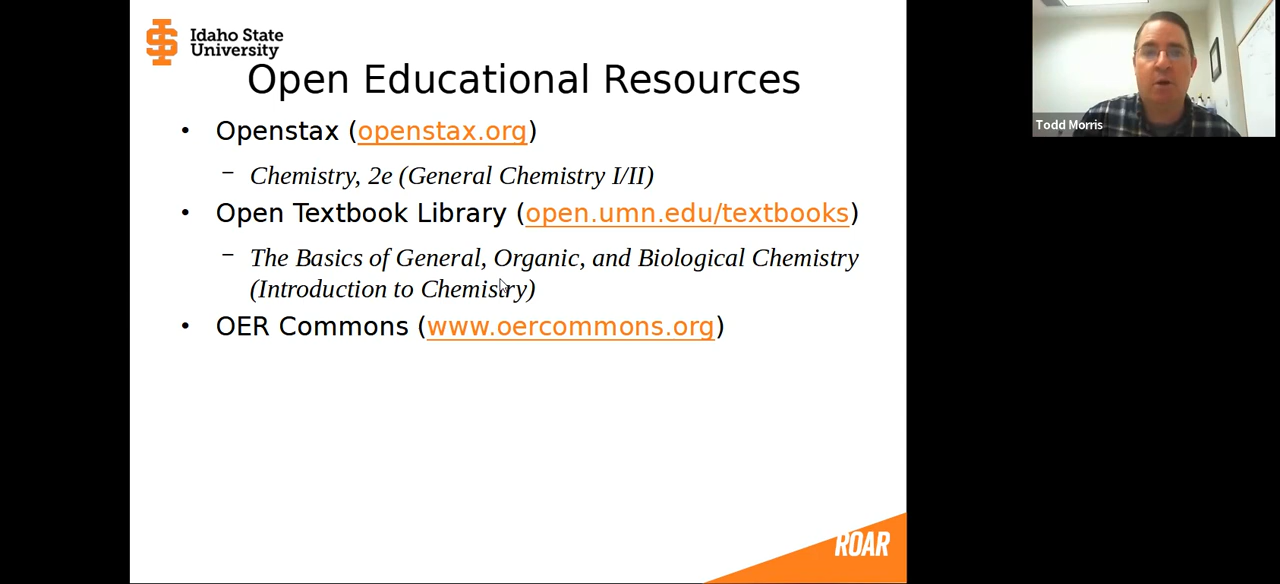 Idaho State
University
Open Educational Resources
• Openstax (openstax.org)
– Chemistry, 2e (General Chemistry I/II)
• Open Textbook Library (open.umn.edu/textbooks)
– The Basics of General, Organic, and Biological Chemistry
(Introduction to Chemistry)
• OER Commons (www.oercommons.org)
ROAR
Todd Morris